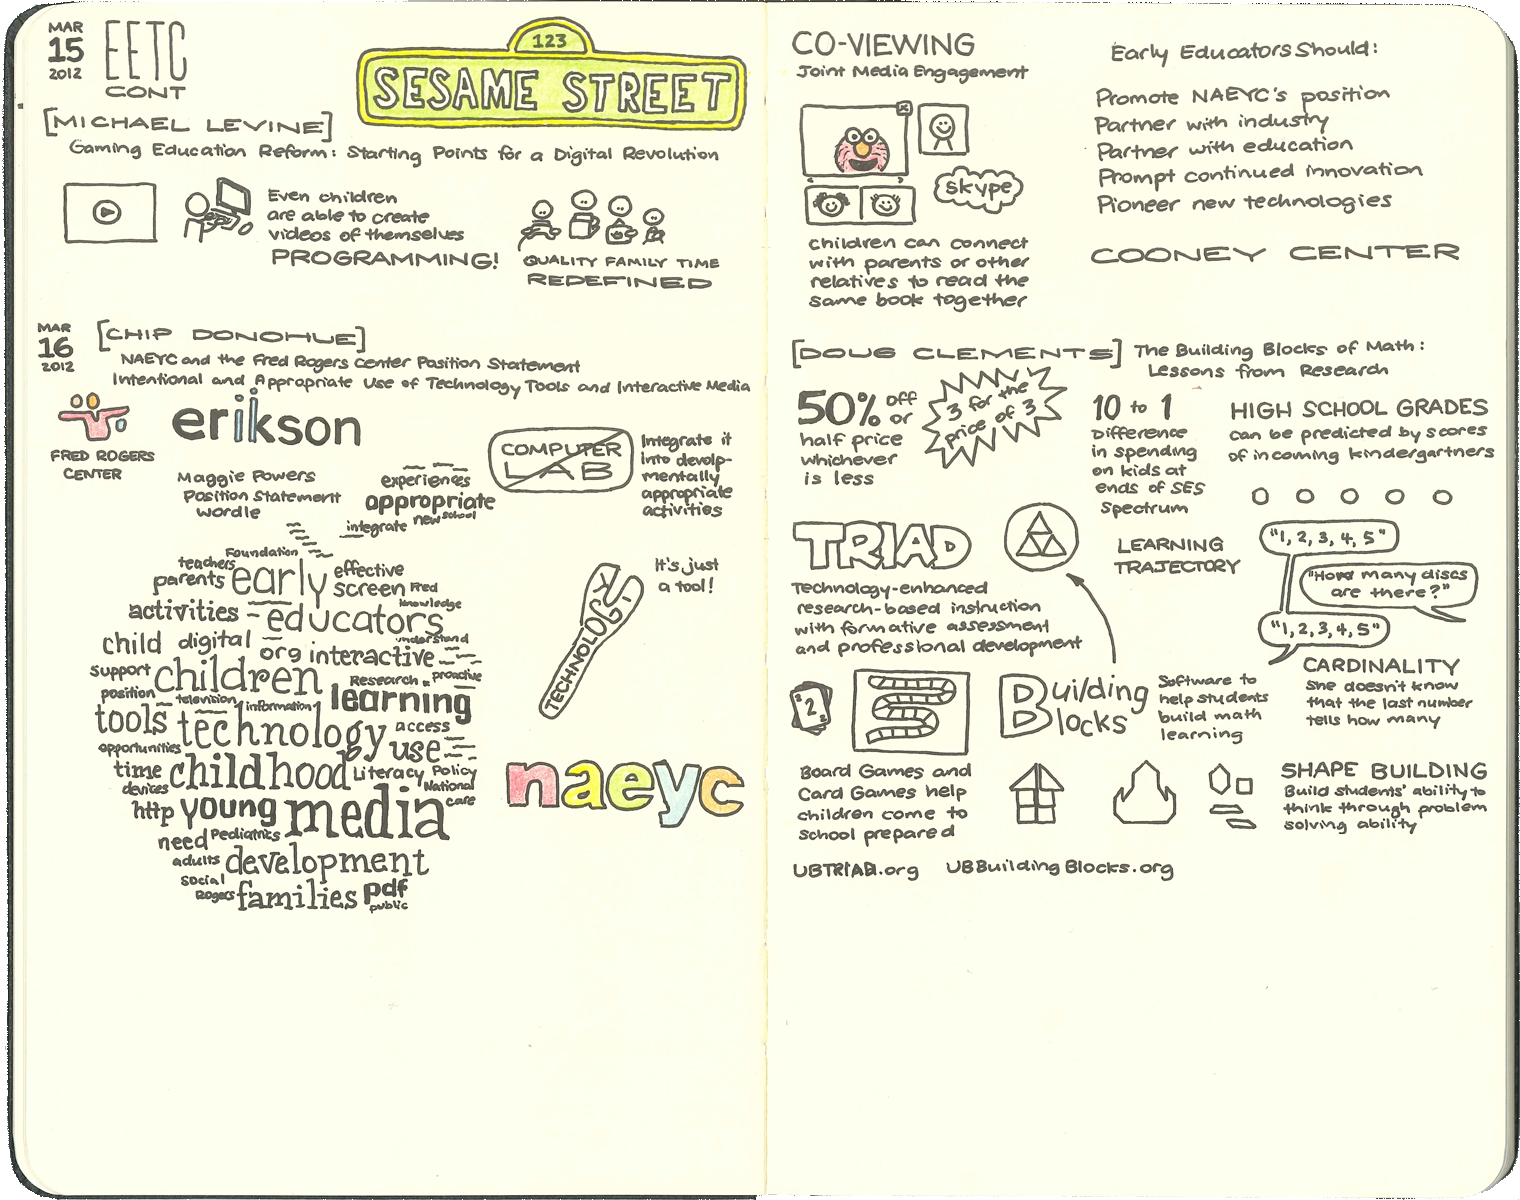 MAR
15
2012
EETC
CONT
123
SESAME STREET
[MICHAEL LEVINE]
Gaming Education Reform: Starting Points for a Digital Revolution
Even children
are able to create
videos of themselves
PROGRAMMING!
QUALITY FAMILY TIME
REDEFINED
MAR
16
2012
[CHIP DONOHUE]
NAEYC and the Fred Rogers Center Position Statement
Intentional and Appropriate Use of Technology Tools and Interactive Media
FRED ROGERS
CENTER
erikson
Maggie Powers
Position Statement
wordle
COMPUTER
LAB
Integrate it
into devolp-
mentally
appropriate
activities
experiences
appropriate
integrate new school
Foundation
teachers
parents early effective
screen Fred
activities educators knowledge
child digital org interactive understand
support children Research proactive
position television information learning
tools technology access
opportunities use
time childhood Literacy Policy
devices National
http young media care
need Pediatrics
adults development
social
Rogers families pdf
public
It's just
a tool!
TECHNOLOGY
naeyc
CO-VIEWING
Joint Media Engagement
skype
children can connect
with parents or other
relatives to read the
same book together
Early Educators Should:
Promote NAEYC's position
Partner with industry
Partner with education
Prompt continued innovation
Pioneer new technologies
COONEY CENTER
[DOUG CLEMENTS] The Building Blocks of Math:
Lessons from Research
50% off
or
half price
whichever
is less
3 for the
price of 3
10 to 1
Difference
in spending
on kids at
ends of SES
Spectrum
HIGH SCHOOL GRADES
can be predicted by scores
of incoming kindergartners
TRIAD
Technology-enhanced
research-based instruction
with formative assessment
and professional development
LEARNING
TRAJECTORY
"1, 2, 3, 4, 5"
"How many discs
are there?"
"1, 2, 3, 4, 5"
CARDINALITY
She doesn't know
that the last number
tells how many
2
Board Games and
Card Games help
children come to
school prepared
Building
Blocks
Software to
help students
build math
learning
SHAPE BUILDING
Build students' ability to
think through problem
solving ability
UBTRIAD.org
UBBuildingBlocks.org